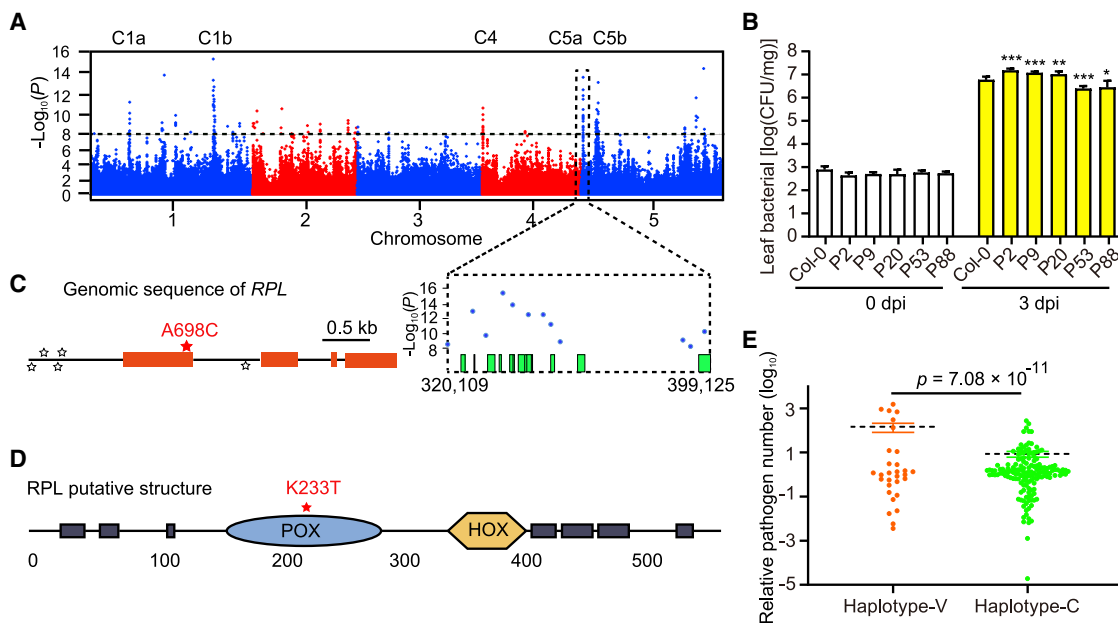 A
C1a C1b C4 C5a C5b
16
14
12
10
8
6
4
2
0
-Log₁₀(P)
1 2 3 4 5
Chromosome
B
Leaf bacterial [log(CFU/mg)]
8
7
6
5
4
3
2
1
0
*** *** ** *** *
Col-0 P2 P9 P20 P53 P88 Col-0 P2 P9 P20 P53 P88
0 dpi 3 dpi
C
Genomic sequence of RPL
A698C
0.5 kb
-Log₁₀(P)
16
14
12
10
8
320,109 399,125
D
RPL putative structure
K233T
POX HOX
0 100 200 300 400 500
E
p = 7.08 × 10⁻¹¹
Relative pathogen number (log₁₀)
3
1
-1
-3
-5
Haplotype-V Haplotype-C